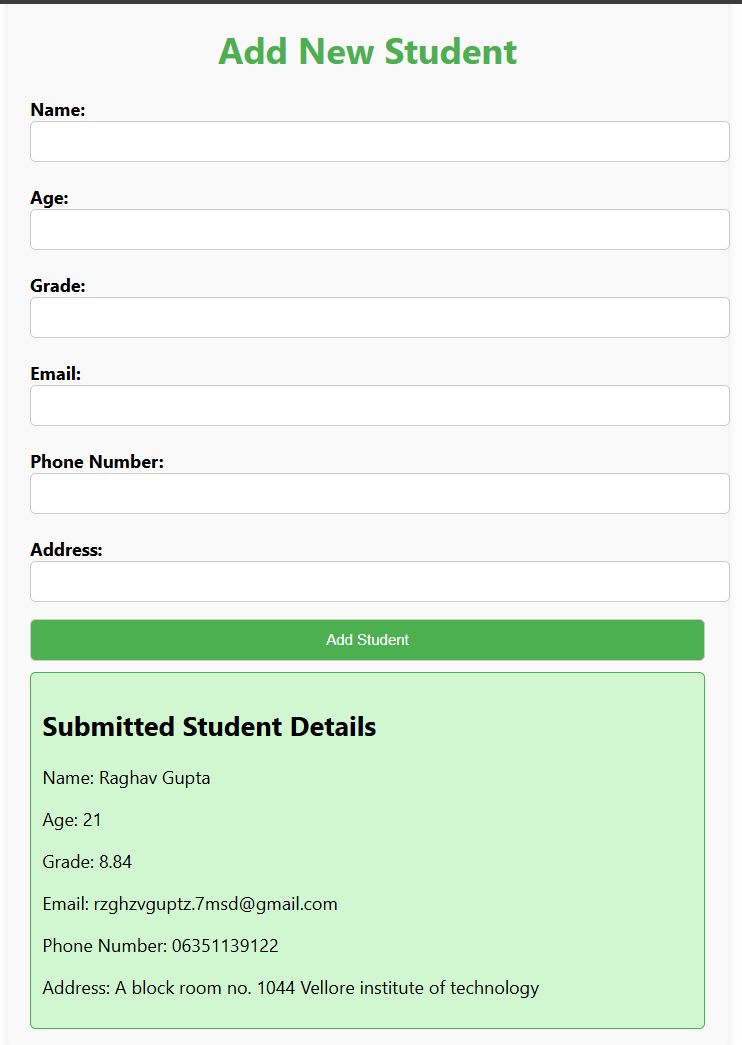 Add New Student
Name:
Age:
Grade:
Email:
Phone Number:
Address:
Add Student
Submitted Student Details
Name: Raghav Gupta
Age: 21
Grade: 8.84
Email: rzghzvguptz.7msd@gmail.com
Phone Number: 06351139122
Address: A block room no. 1044 Vellore institute of technology